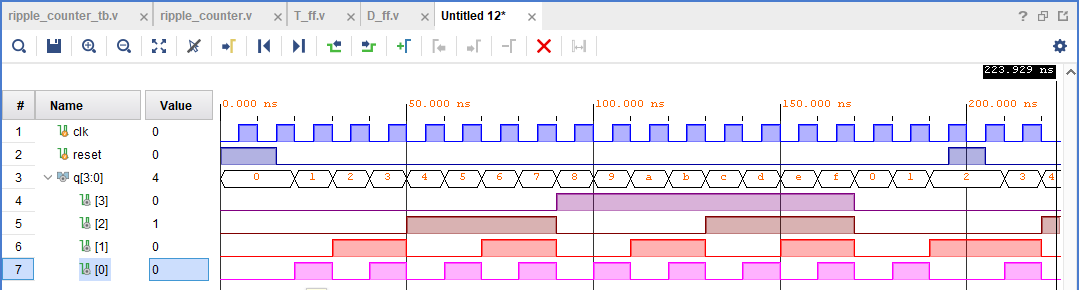 ripple_counter_tb.v × ripple_counter.v × T_ff.v × D_ff.v × Untitled 12* × ?
223.929 ns
# Name Value 0.000 ns 50.000 ns 100.000 ns 150.000 ns 200.000 ns
1 clk 0
2 reset 0
3 q[3:0] 4 0 1 2 3 4 5 6 7 8 9 a b c d e f 0 1 2 3 4
4 [3] 0
5 [2] 1
6 [1] 0
7 [0] 0